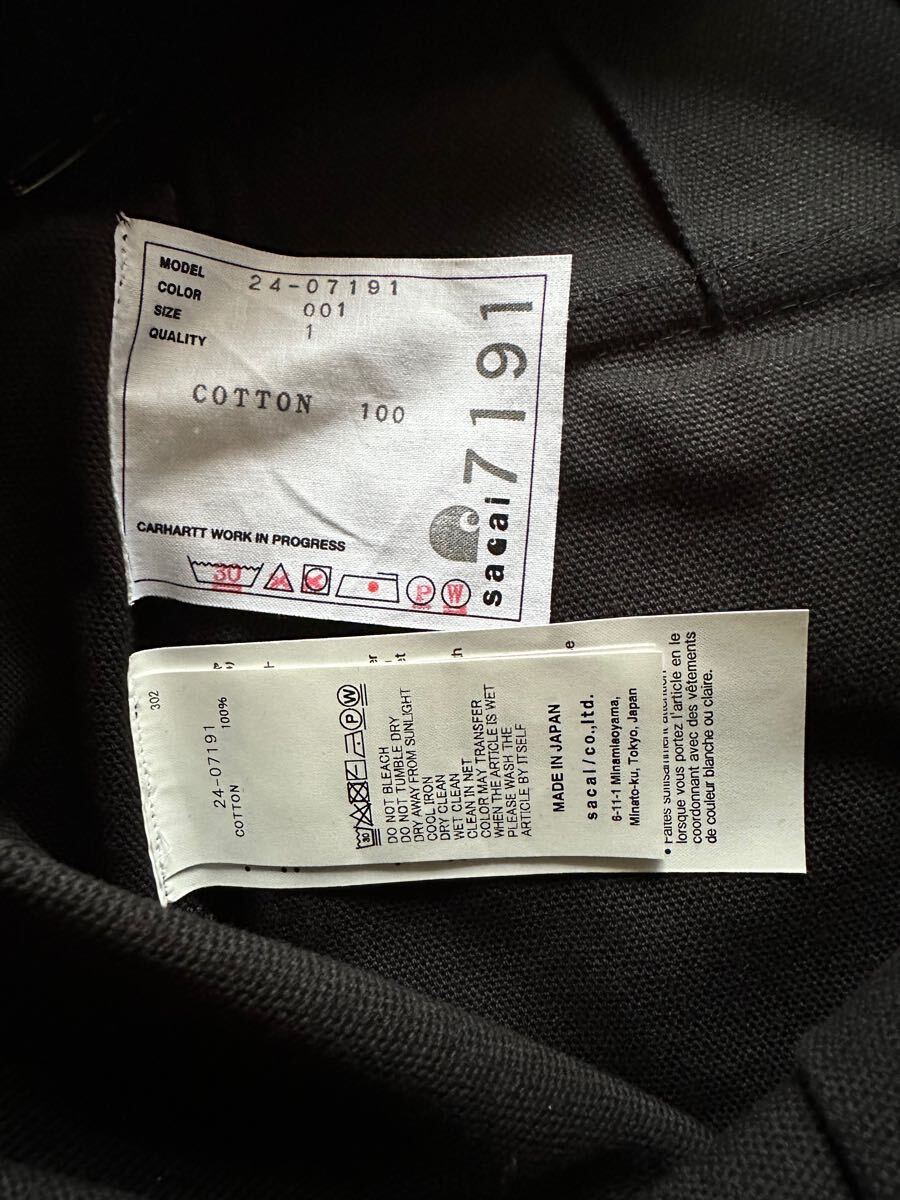 MODEL 24-07191
COLOR 001
SIZE 1
QUALITY
COTTON 100
CARHARTT WORK IN PROGRESS
30
P
W
sacai 7191
302
24-07191
COTTON 100%
30
P W
DO NOT BLEACH
DO NOT TUMBLE DRY
DRY AWAY FROM SUNLIGHT
COOL IRON
DRY CLEAN
WET CLEAN
CLEAN IN NET
COLOR MAY TRANSFER
WHEN THE ARTICLE IS WET
PLEASE WASH THE
ARTICLE BY ITSELF
MADE IN JAPAN
sacai/co.,ltd.
6-11-1 Minamiaoyama,
Minato-ku, Tokyo, Japan
• Faites suffisamment attention
lorsque vous portez l'article en le
coordonnant avec des vêtements
de couleur blanche ou claire.